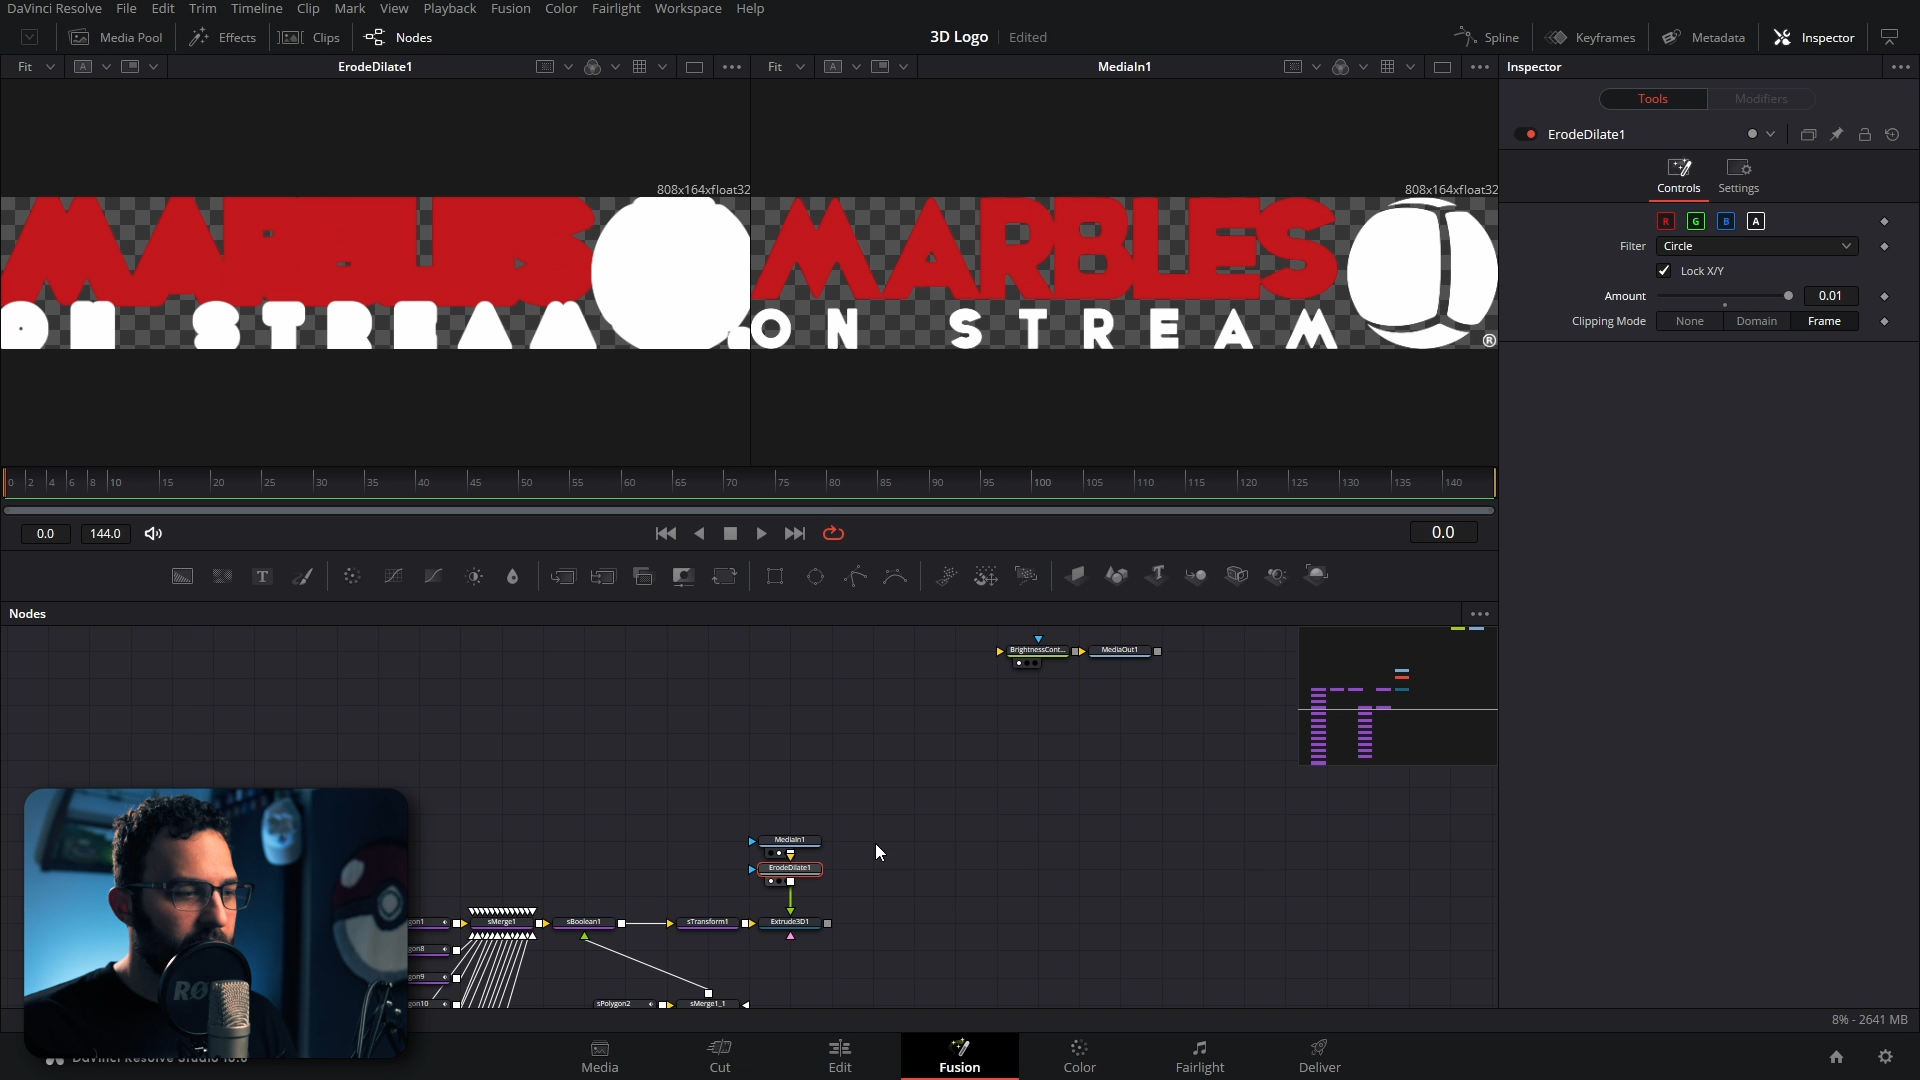 DaVinci Resolve File Edit Trim Timeline Clip Mark View Playback Fusion Color Fairlight Workspace Help
Media Pool Effects Clips Nodes 3D Logo Edited Spline Keyframes Metadata Inspector
Fit A ErodeDilate1 Fit A MediaIn1 Inspector
Tools Modifiers
ErodeDilate1
Controls Settings
808x164xfloat32 808x164xfloat32
MARBLES MARBLES
ON STREAM ON STREAM ®
R G B A
Filter Circle
Lock X/Y
Amount 0.01
Clipping Mode None Domain Frame
0 2 4 6 8 10 15 20 25 30 35 40 45 50 55 60 65 70 75 80 85 90 95 100 105 110 115 120 125 130 135 140
0.0 144.0 0.0
T T
Nodes
BrightnessCont... MediaOut1
MediaIn1
ErodeDilate1
gon1 sMerge1 sBoolean1 sTransform1 Extrude3D1
gon8
gon9
gon10 sPolygon2 sMerge1_1
RØ
8% - 2641 MB
Media Cut Edit Fusion Color Fairlight Deliver